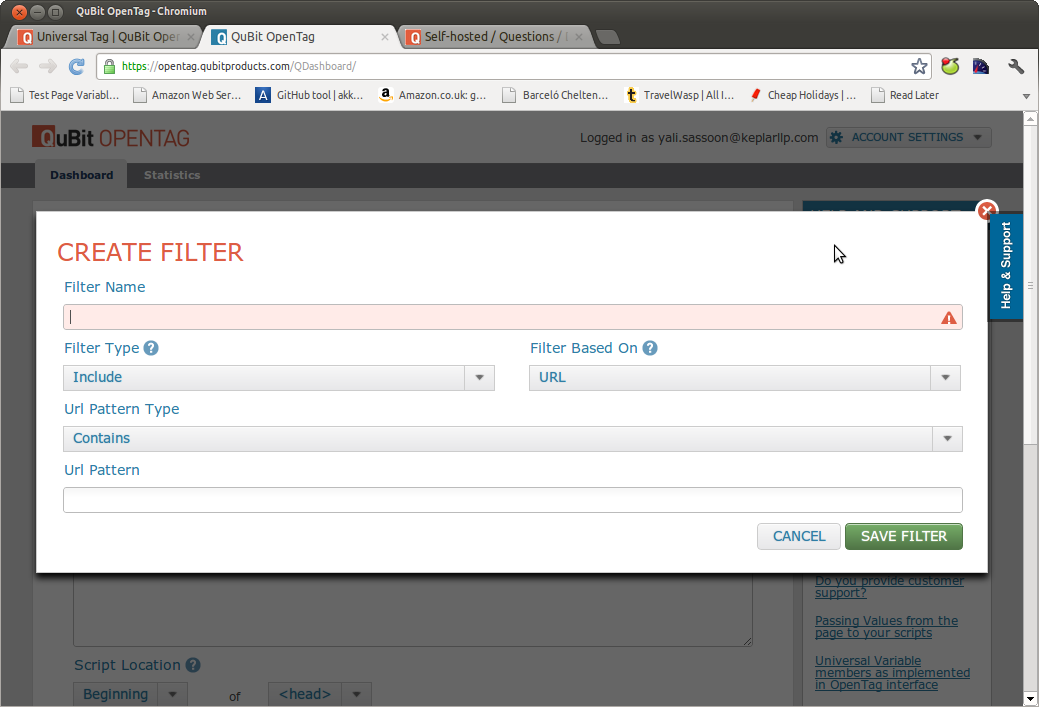 QuBit OpenTag - Chromium
Universal Tag | QuBit Oper
QuBit OpenTag
Self-hosted / Questions /
https://opentag.qubitproducts.com/QDashboard/
Test Page Variabl...
Amazon Web Ser...
GitHub tool | akk...
Amazon.co.uk: g...
Barceló Chelten...
TravelWasp | All I...
Cheap Holidays | ...
Read Later
QuBit OPENTAG
Logged in as yali.sassoon@keplarllp.com
ACCOUNT SETTINGS
Dashboard
Statistics
Help & Support
CREATE FILTER
Filter Name
Filter Type
Filter Based On
Include
URL
Url Pattern Type
Contains
Url Pattern
CANCEL
SAVE FILTER
Do you provide customer
support?
Passing Values from the
page to your scripts
Universal Variable
members as implemented
in OpenTag interface
Script Location
Beginning
of
<head>